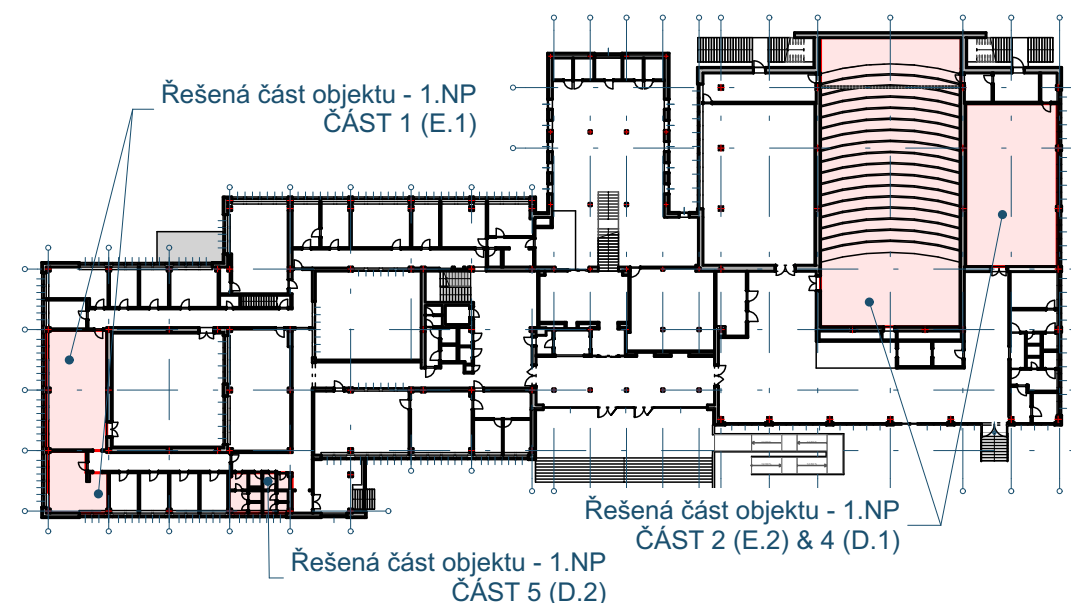 Řešená část objektu - 1.NP
ČÁST 1 (E.1)
Řešená část objektu - 1.NP
ČÁST 2 (E.2) & 4 (D.1)
Řešená část objektu - 1.NP
ČÁST 5 (D.2)